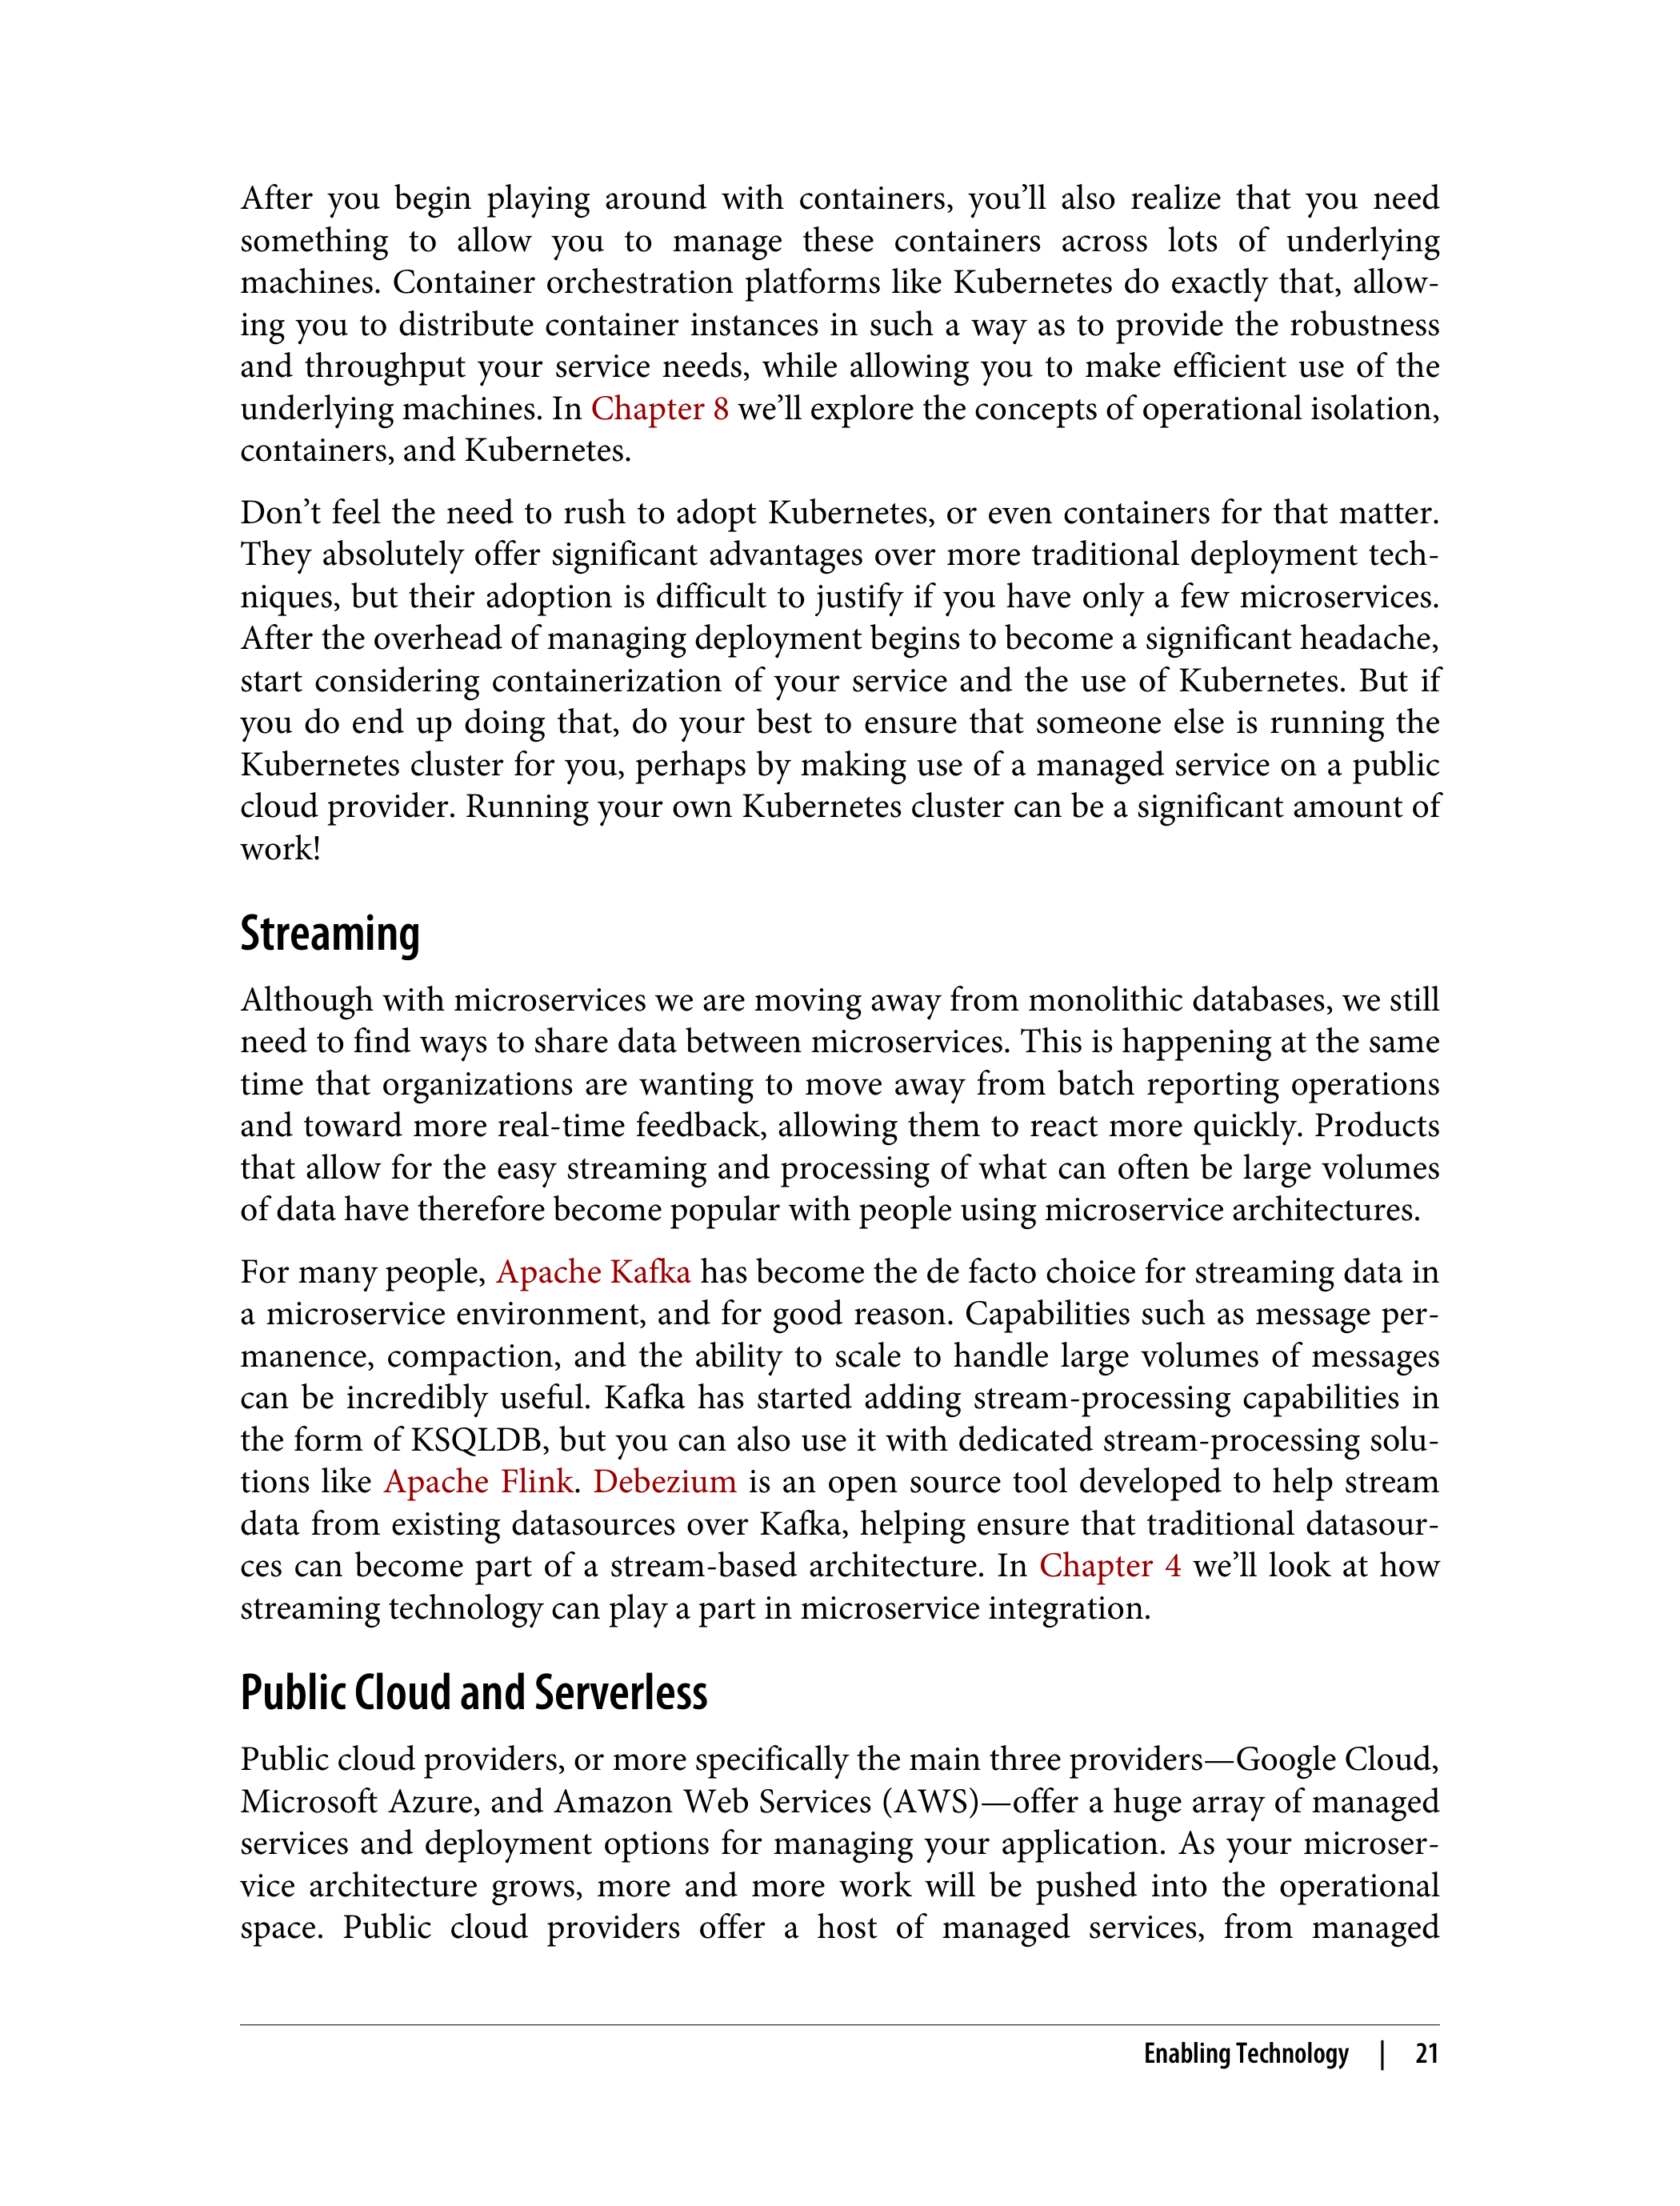 After you begin playing around with containers, you’ll also realize that you need
something to allow you to manage these containers across lots of underlying
machines. Container orchestration platforms like Kubernetes do exactly that, allow-
ing you to distribute container instances in such a way as to provide the robustness
and throughput your service needs, while allowing you to make efficient use of the
underlying machines. In Chapter 8 we’ll explore the concepts of operational isolation,
containers, and Kubernetes.
Don’t feel the need to rush to adopt Kubernetes, or even containers for that matter.
They absolutely offer significant advantages over more traditional deployment tech-
niques, but their adoption is difficult to justify if you have only a few microservices.
After the overhead of managing deployment begins to become a significant headache,
start considering containerization of your service and the use of Kubernetes. But if
you do end up doing that, do your best to ensure that someone else is running the
Kubernetes cluster for you, perhaps by making use of a managed service on a public
cloud provider. Running your own Kubernetes cluster can be a significant amount of
work!
Streaming
Although with microservices we are moving away from monolithic databases, we still
need to find ways to share data between microservices. This is happening at the same
time that organizations are wanting to move away from batch reporting operations
and toward more real-time feedback, allowing them to react more quickly. Products
that allow for the easy streaming and processing of what can often be large volumes
of data have therefore become popular with people using microservice architectures.
For many people, Apache Kafka has become the de facto choice for streaming data in
a microservice environment, and for good reason. Capabilities such as message per-
manence, compaction, and the ability to scale to handle large volumes of messages
can be incredibly useful. Kafka has started adding stream-processing capabilities in
the form of KSQLDB, but you can also use it with dedicated stream-processing solu-
tions like Apache Flink. Debezium is an open source tool developed to help stream
data from existing datasources over Kafka, helping ensure that traditional datasour-
ces can become part of a stream-based architecture. In Chapter 4 we’ll look at how
streaming technology can play a part in microservice integration.
Public Cloud and Serverless
Public cloud providers, or more specifically the main three providers—Google Cloud,
Microsoft Azure, and Amazon Web Services (AWS)—offer a huge array of managed
services and deployment options for managing your application. As your microser-
vice architecture grows, more and more work will be pushed into the operational
space. Public cloud providers offer a host of managed services, from managed
Enabling Technology | 21